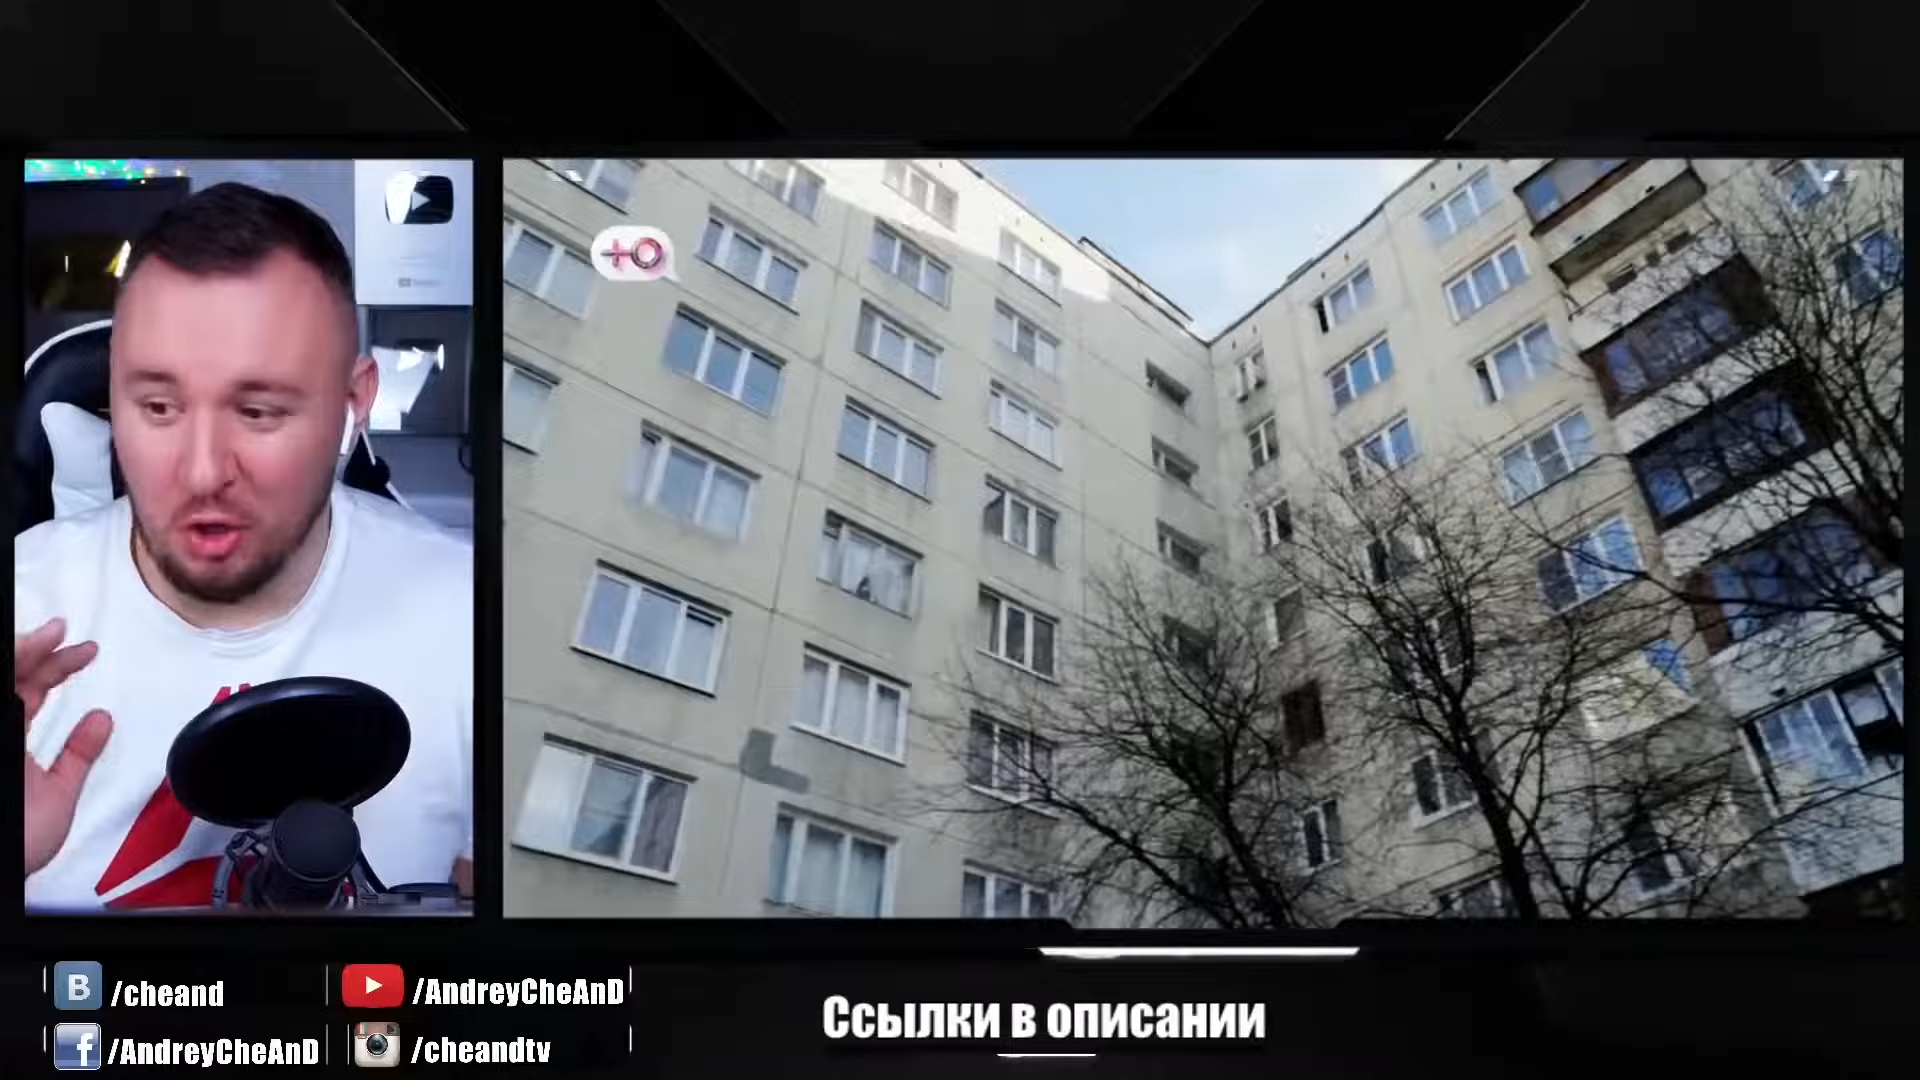 Ю
B /cheand
/AndreyCheAnD
f /AndreyCheAnD
/cheandtv
Ссылки в описании